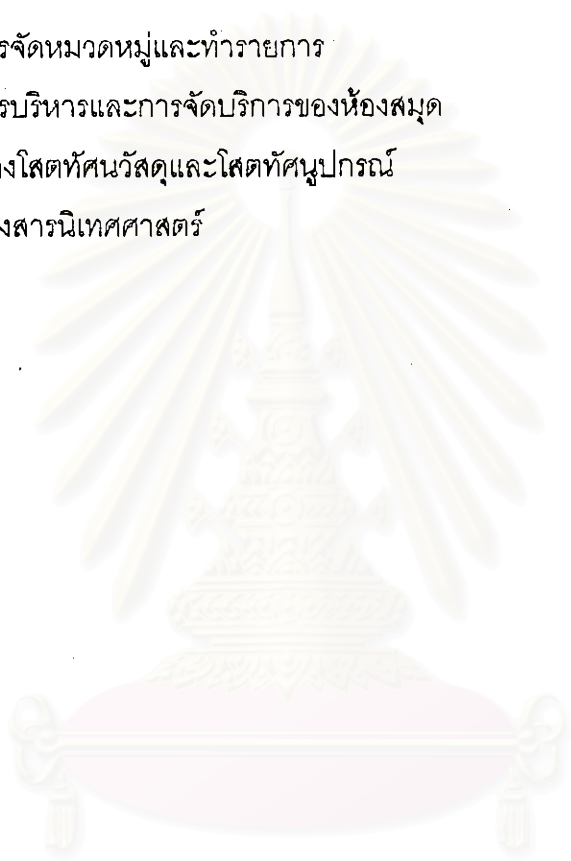 รจัดหมวดหมู่และทำรายการ
รบริหารและการจัดบริการของห้องสมุด
งโสตทัศนวัสดุและโสตทัศนูปกรณ์
งสารนิเทศศาสตร์